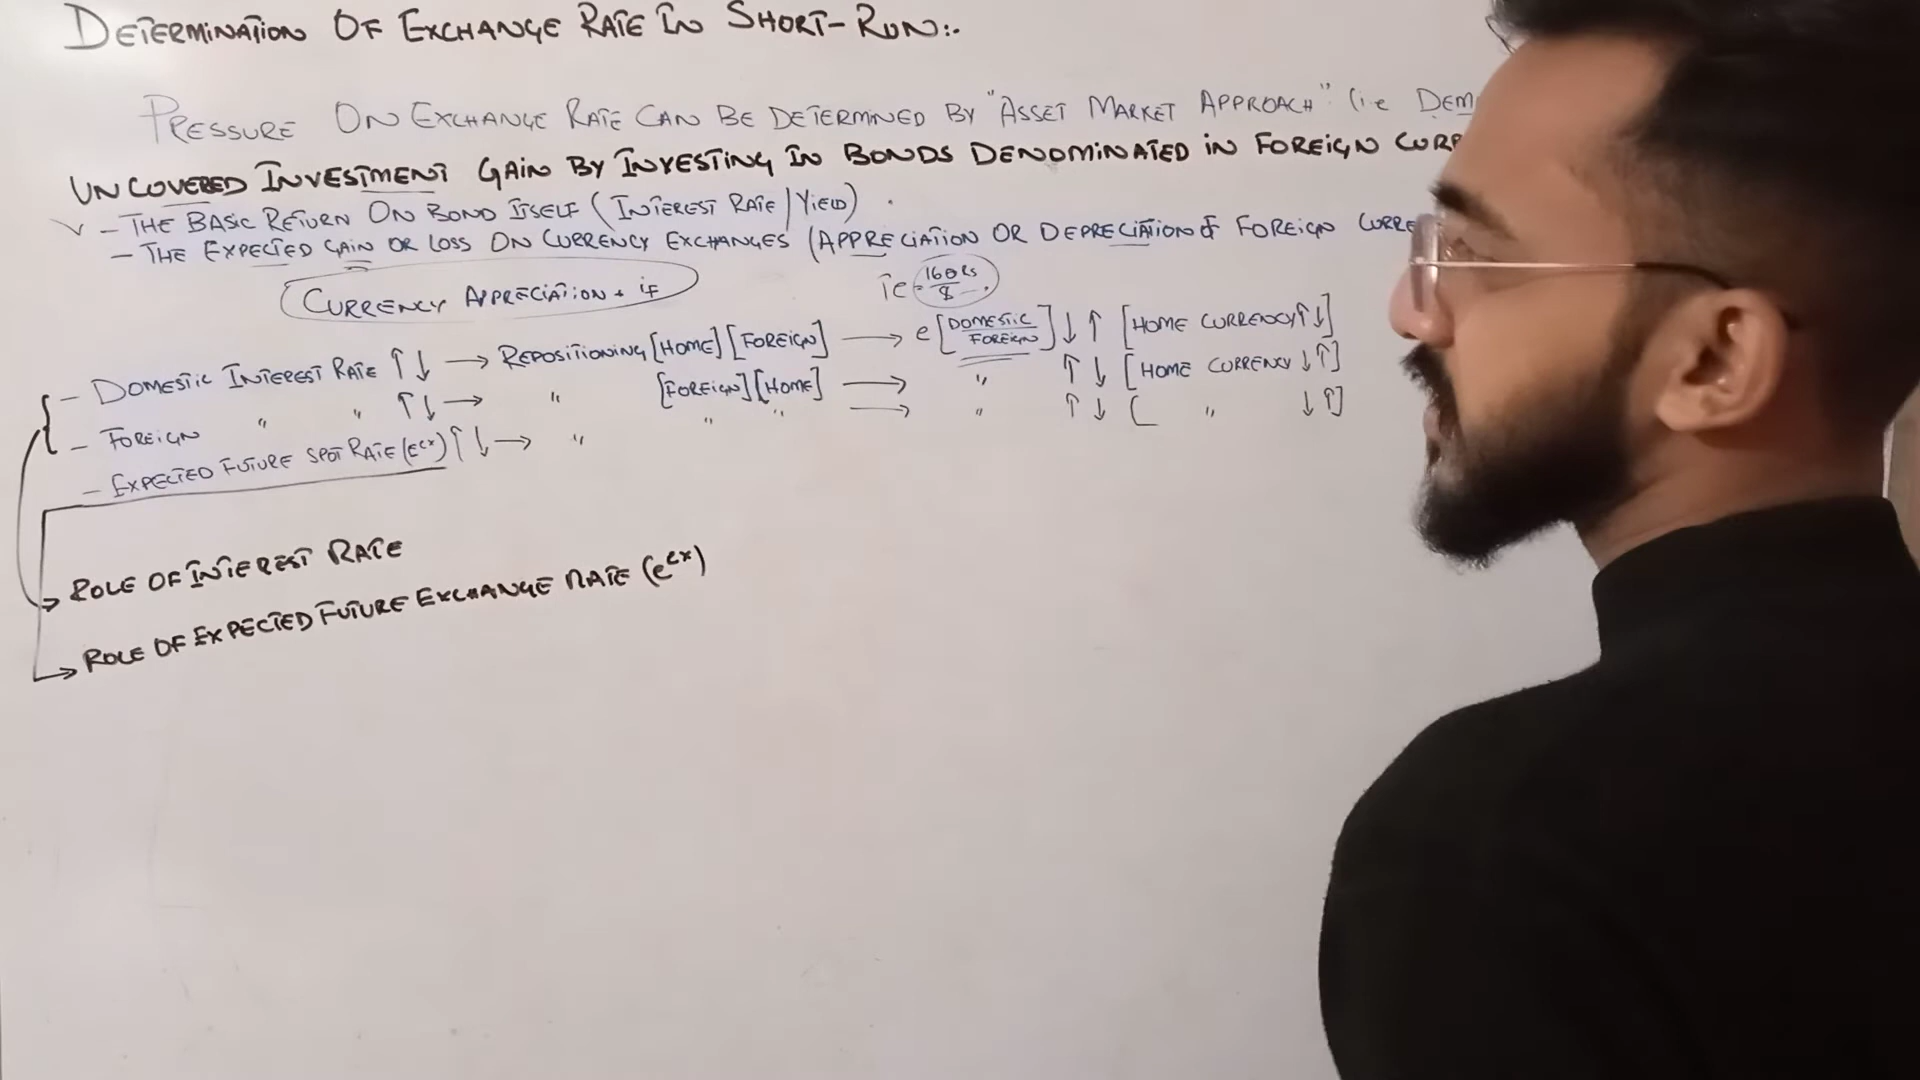 DETERMINATION OF EXCHANGE RATE IN SHORT-RUN:-
PRESSURE ON EXCHANGE RATE CAN BE DETERMINED BY "ASSET MARKET APPROACH" (i.e DEM
UNCOVERED INVESTMENT GAIN BY INVESTING IN BONDS DENOMINATED IN FOREIGN CURR
- THE BASIC RETURN ON BOND ITSELF (INTEREST RATE/YIELD).
- THE EXPECTED GAIN OR LOSS ON CURRENCY EXCHANGES (APPRECIATION OR DEPRECIATION OF FOREIGN CURRE
CURRENCY APPRECIATION + if
ie 160 Rs/$
- DOMESTIC INTEREST RATE ↑↓ → REPOSITIONING [HOME] [FOREIGN] → e [DOMESTIC/FOREIGN] ↓↑ [HOME CURRENCY ↑↓]
- FOREIGN " " ↑↓ → " [FOREIGN] [HOME] → " ↑↓ [HOME CURRENCY ↓↑]
- EXPECTED FUTURE SPOT RATE (eex) ↑↓ → " " " → " ↑↓ [ " ↓↑]
→ ROLE OF INTEREST RATE
→ ROLE OF EXPECTED FUTURE EXCHANGE RATE (eex)